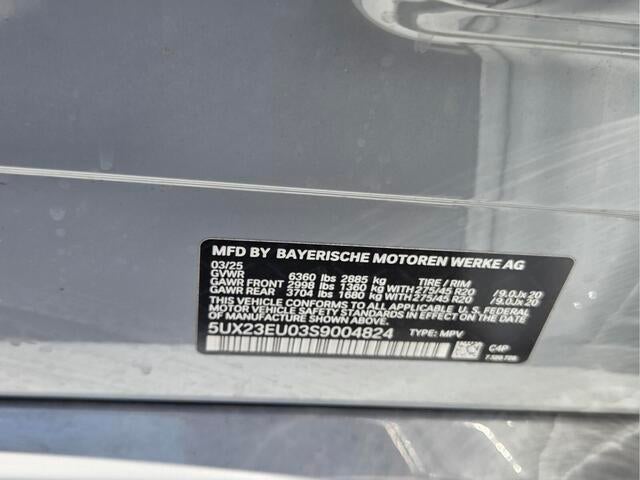 MFD BY BAYERISCHE MOTOREN WERKE AG
03/25
GVWR 6360 lbs 2885 kg TIRE / RIM
GAWR FRONT 2998 lbs 1360 kg WITH 275/45 R20 / 9.0Jx20
GAWR REAR 3704 lbs 1680 kg WITH 275/45 R20 / 9.0Jx20
THIS VEHICLE CONFORMS TO ALL APPLICABLE U.S. FEDERAL
MOTOR VEHICLE SAFETY STANDARDS IN EFFECT ON THE DATE
OF MANUFACTURE SHOWN ABOVE.
5UX23EU03S9004824 TYPE: MPV
C4P